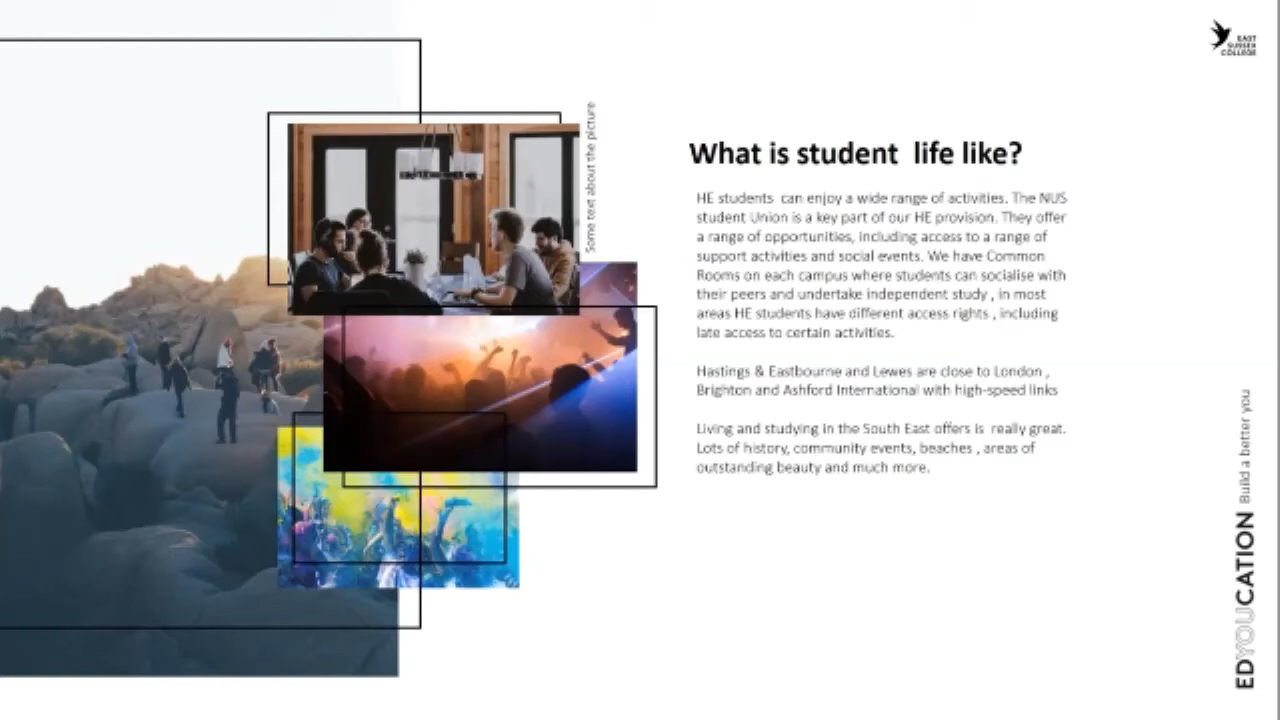 EAST
SUSSEX
COLLEGE
Some text about the picture
What is student  life like?
HE students  can enjoy a wide range of activities. The NUS
student Union is a key part of our HE provision. They offer
a range of opportunities, including access to a range of
support activities and social events. We have Common
Rooms on each campus where students can socialise with
their peers and undertake independent study , in most
areas HE students have different access rights , including
late access to certain activities.
Hastings & Eastbourne and Lewes are close to London ,
Brighton and Ashford International with high-speed links
Living and studying in the South East offers is  really great.
Lots of history, community events, beaches , areas of
outstanding beauty and much more.
EDYOUCATION Build a better you